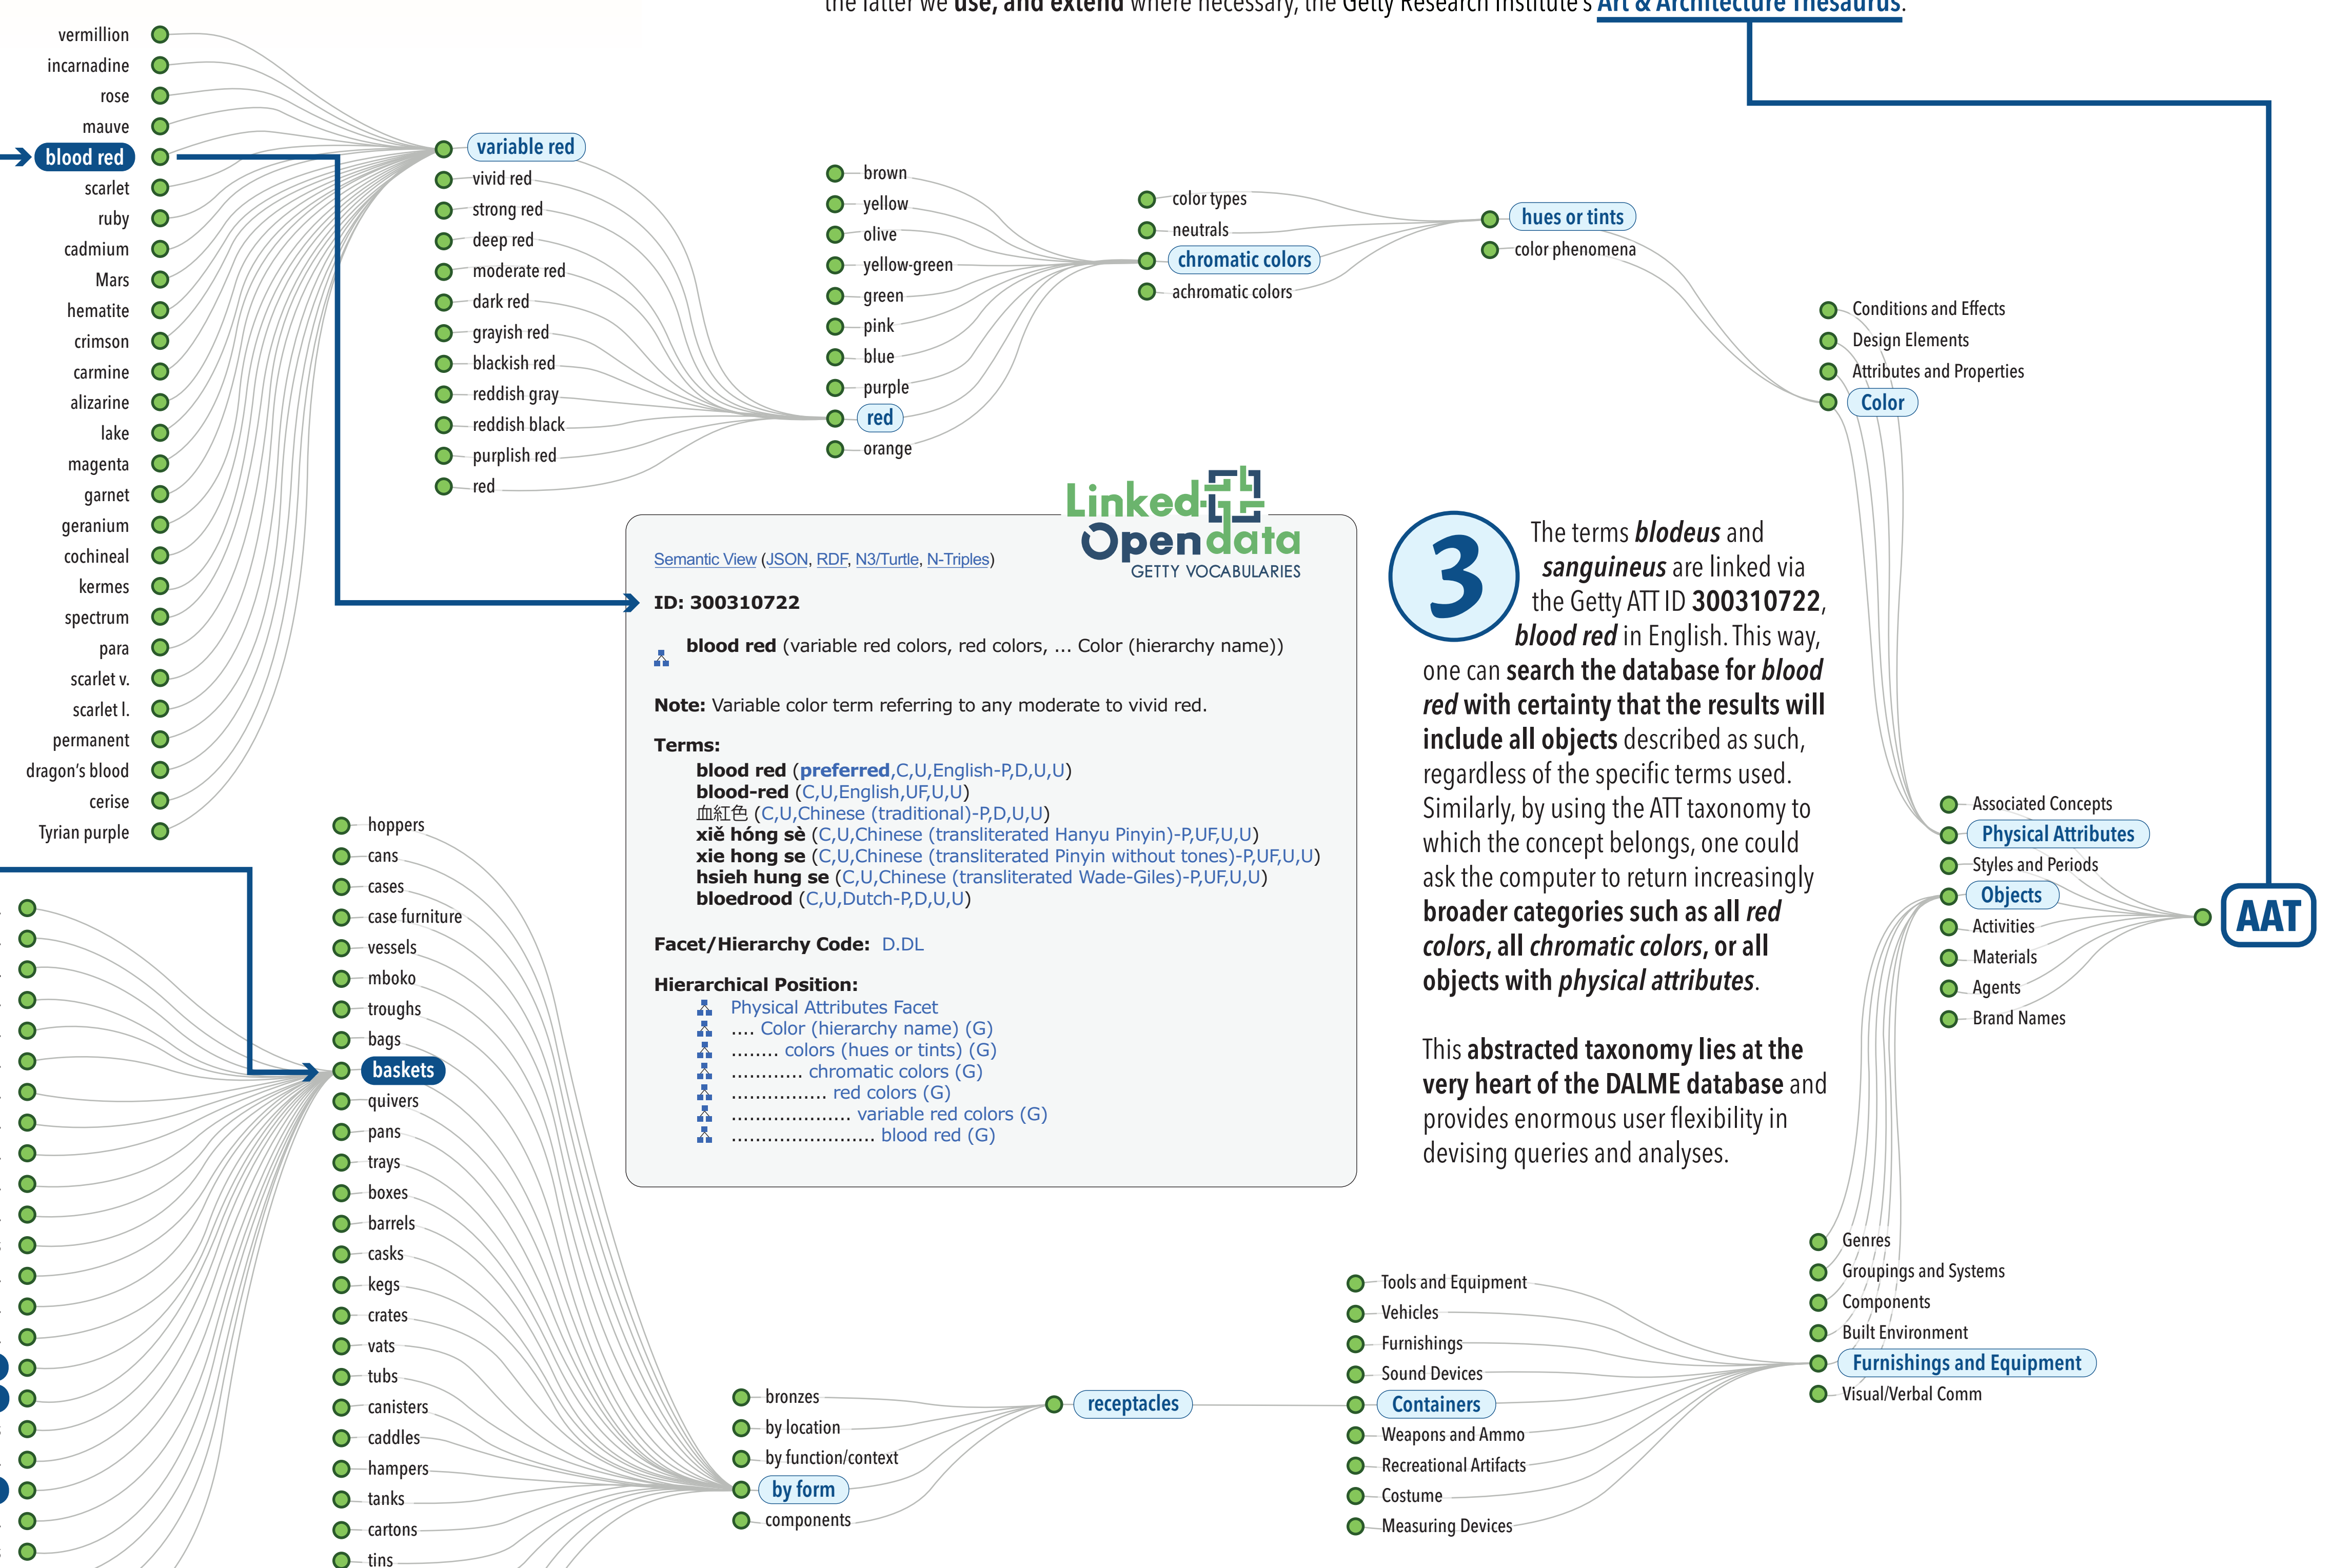 the latter we use, and extend where necessary, the Getty Research Institute's Art & Architecture Thesaurus.
vermillion
incarnadine
rose
mauve
blood red
scarlet
ruby
cadmium
Mars
hematite
crimson
carmine
alizarine
lake
magenta
garnet
geranium
cochineal
kermes
spectrum
para
scarlet v.
scarlet l.
permanent
dragon's blood
cerise
Tyrian purple
variable red
vivid red
strong red
deep red
moderate red
dark red
grayish red
blackish red
reddish gray
reddish black
purplish red
red
brown
yellow
olive
yellow-green
green
pink
blue
purple
red
orange
color types
neutrals
chromatic colors
achromatic colors
hues or tints
color phenomena
Conditions and Effects
Design Elements
Attributes and Properties
Color
Linked
Open data
GETTY VOCABULARIES
Semantic View (JSON, RDF, N3/Turtle, N-Triples)
ID: 300310722
blood red (variable red colors, red colors, ... Color (hierarchy name))
Note: Variable color term referring to any moderate to vivid red.
Terms:
blood red (preferred,C,U,English-P,D,U,U)
blood-red (C,U,English,UF,U,U)
血紅色 (C,U,Chinese (traditional)-P,D,U,U)
xiě hóng sè (C,U,Chinese (transliterated Hanyu Pinyin)-P,UF,U,U)
xie hong se (C,U,Chinese (transliterated Pinyin without tones)-P,UF,U,U)
hsieh hung se (C,U,Chinese (transliterated Wade-Giles)-P,UF,U,U)
bloedrood (C,U,Dutch-P,D,U,U)
Facet/Hierarchy Code: D.DL
Hierarchical Position:
Physical Attributes Facet
.... Color (hierarchy name) (G)
........ colors (hues or tints) (G)
............ chromatic colors (G)
................ red colors (G)
.................... variable red colors (G)
........................ blood red (G)
3
The terms blodeus and
sanguineus are linked via
the Getty ATT ID 300310722,
blood red in English. This way,
one can search the database for blood
red with certainty that the results will
include all objects described as such,
regardless of the specific terms used.
Similarly, by using the ATT taxonomy to
which the concept belongs, one could
ask the computer to return increasingly
broader categories such as all red
colors, all chromatic colors, or all
objects with physical attributes.
This abstracted taxonomy lies at the
very heart of the DALME database and
provides enormous user flexibility in
devising queries and analyses.
Associated Concepts
Physical Attributes
Styles and Periods
Objects
Activities
Materials
Agents
Brand Names
AAT
hoppers
cans
cases
case furniture
vessels
mboko
troughs
bags
baskets
quivers
pans
trays
boxes
barrels
casks
kegs
crates
vats
tubs
canisters
caddles
hampers
tanks
cartons
tins
bronzes
by location
by function/context
by form
components
receptacles
Tools and Equipment
Vehicles
Furnishings
Sound Devices
Containers
Weapons and Ammo
Recreational Artifacts
Costume
Measuring Devices
Genres
Groupings and Systems
Components
Built Environment
Furnishings and Equipment
Visual/Verbal Comm